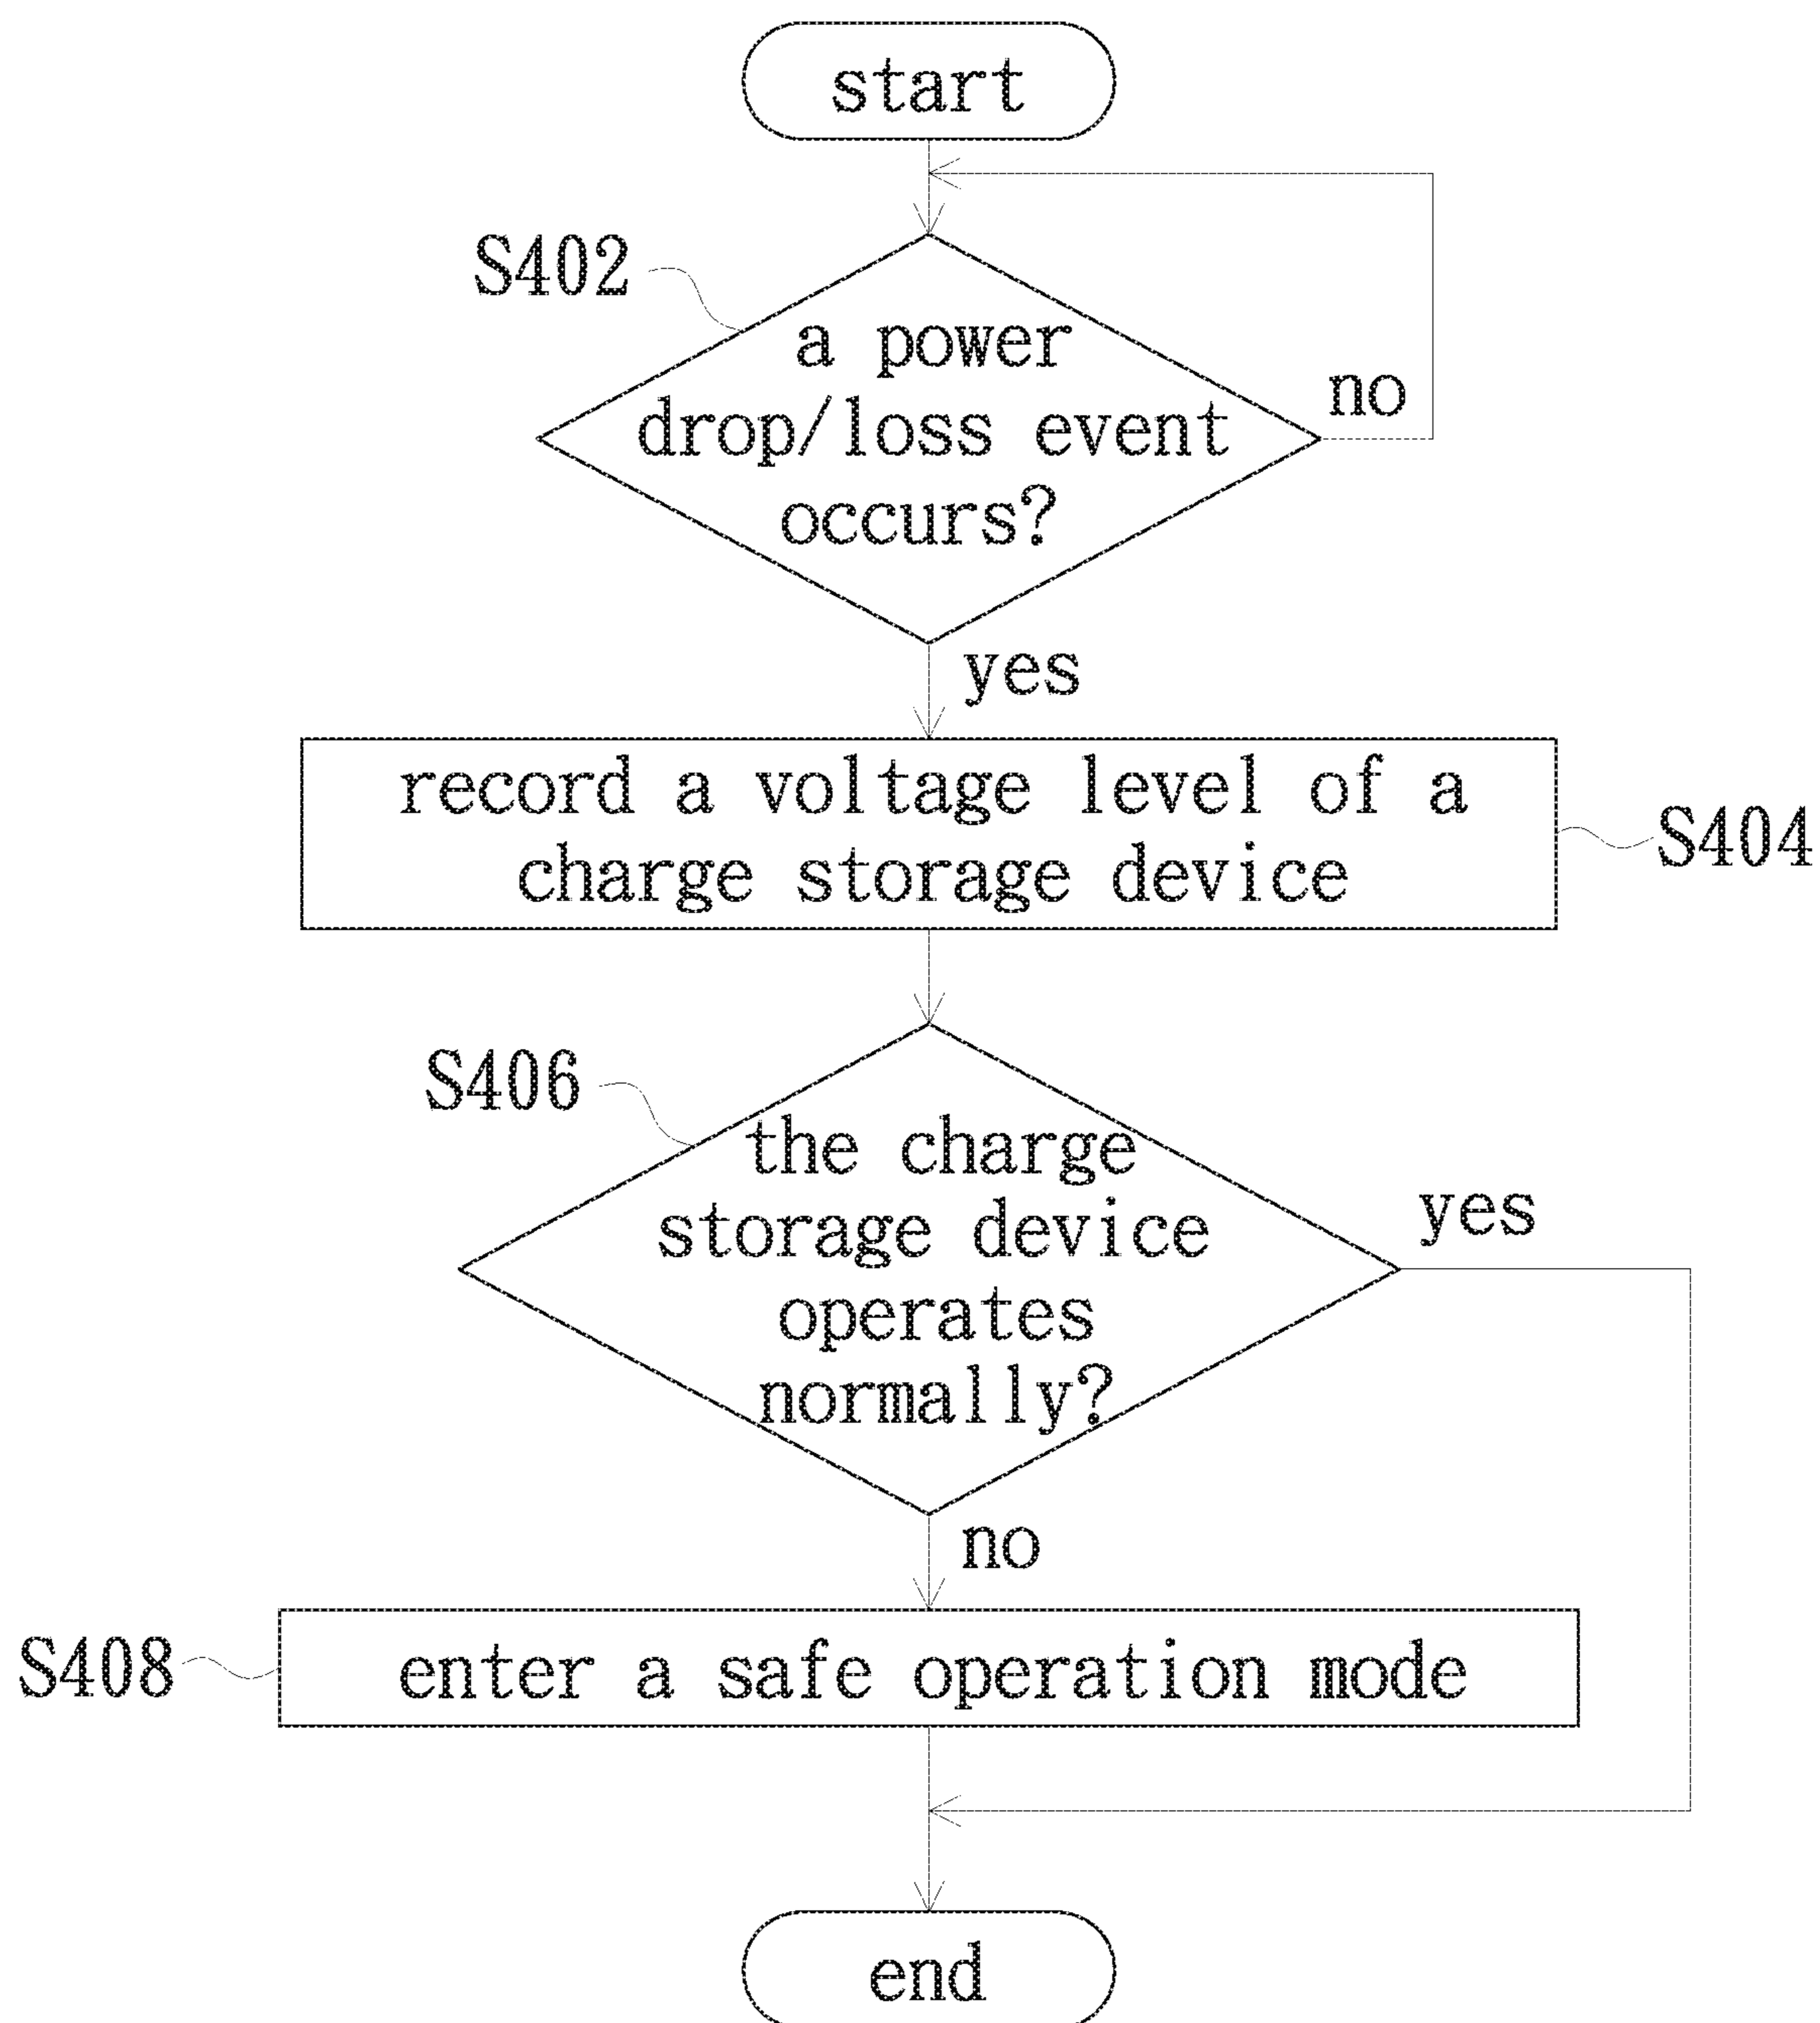 start
S402
a power
drop/loss event
occurs?
no
yes
record a voltage level of a
charge storage device
S404
S406
the charge
storage device
operates
normally?
yes
no
S408
enter a safe operation mode
end